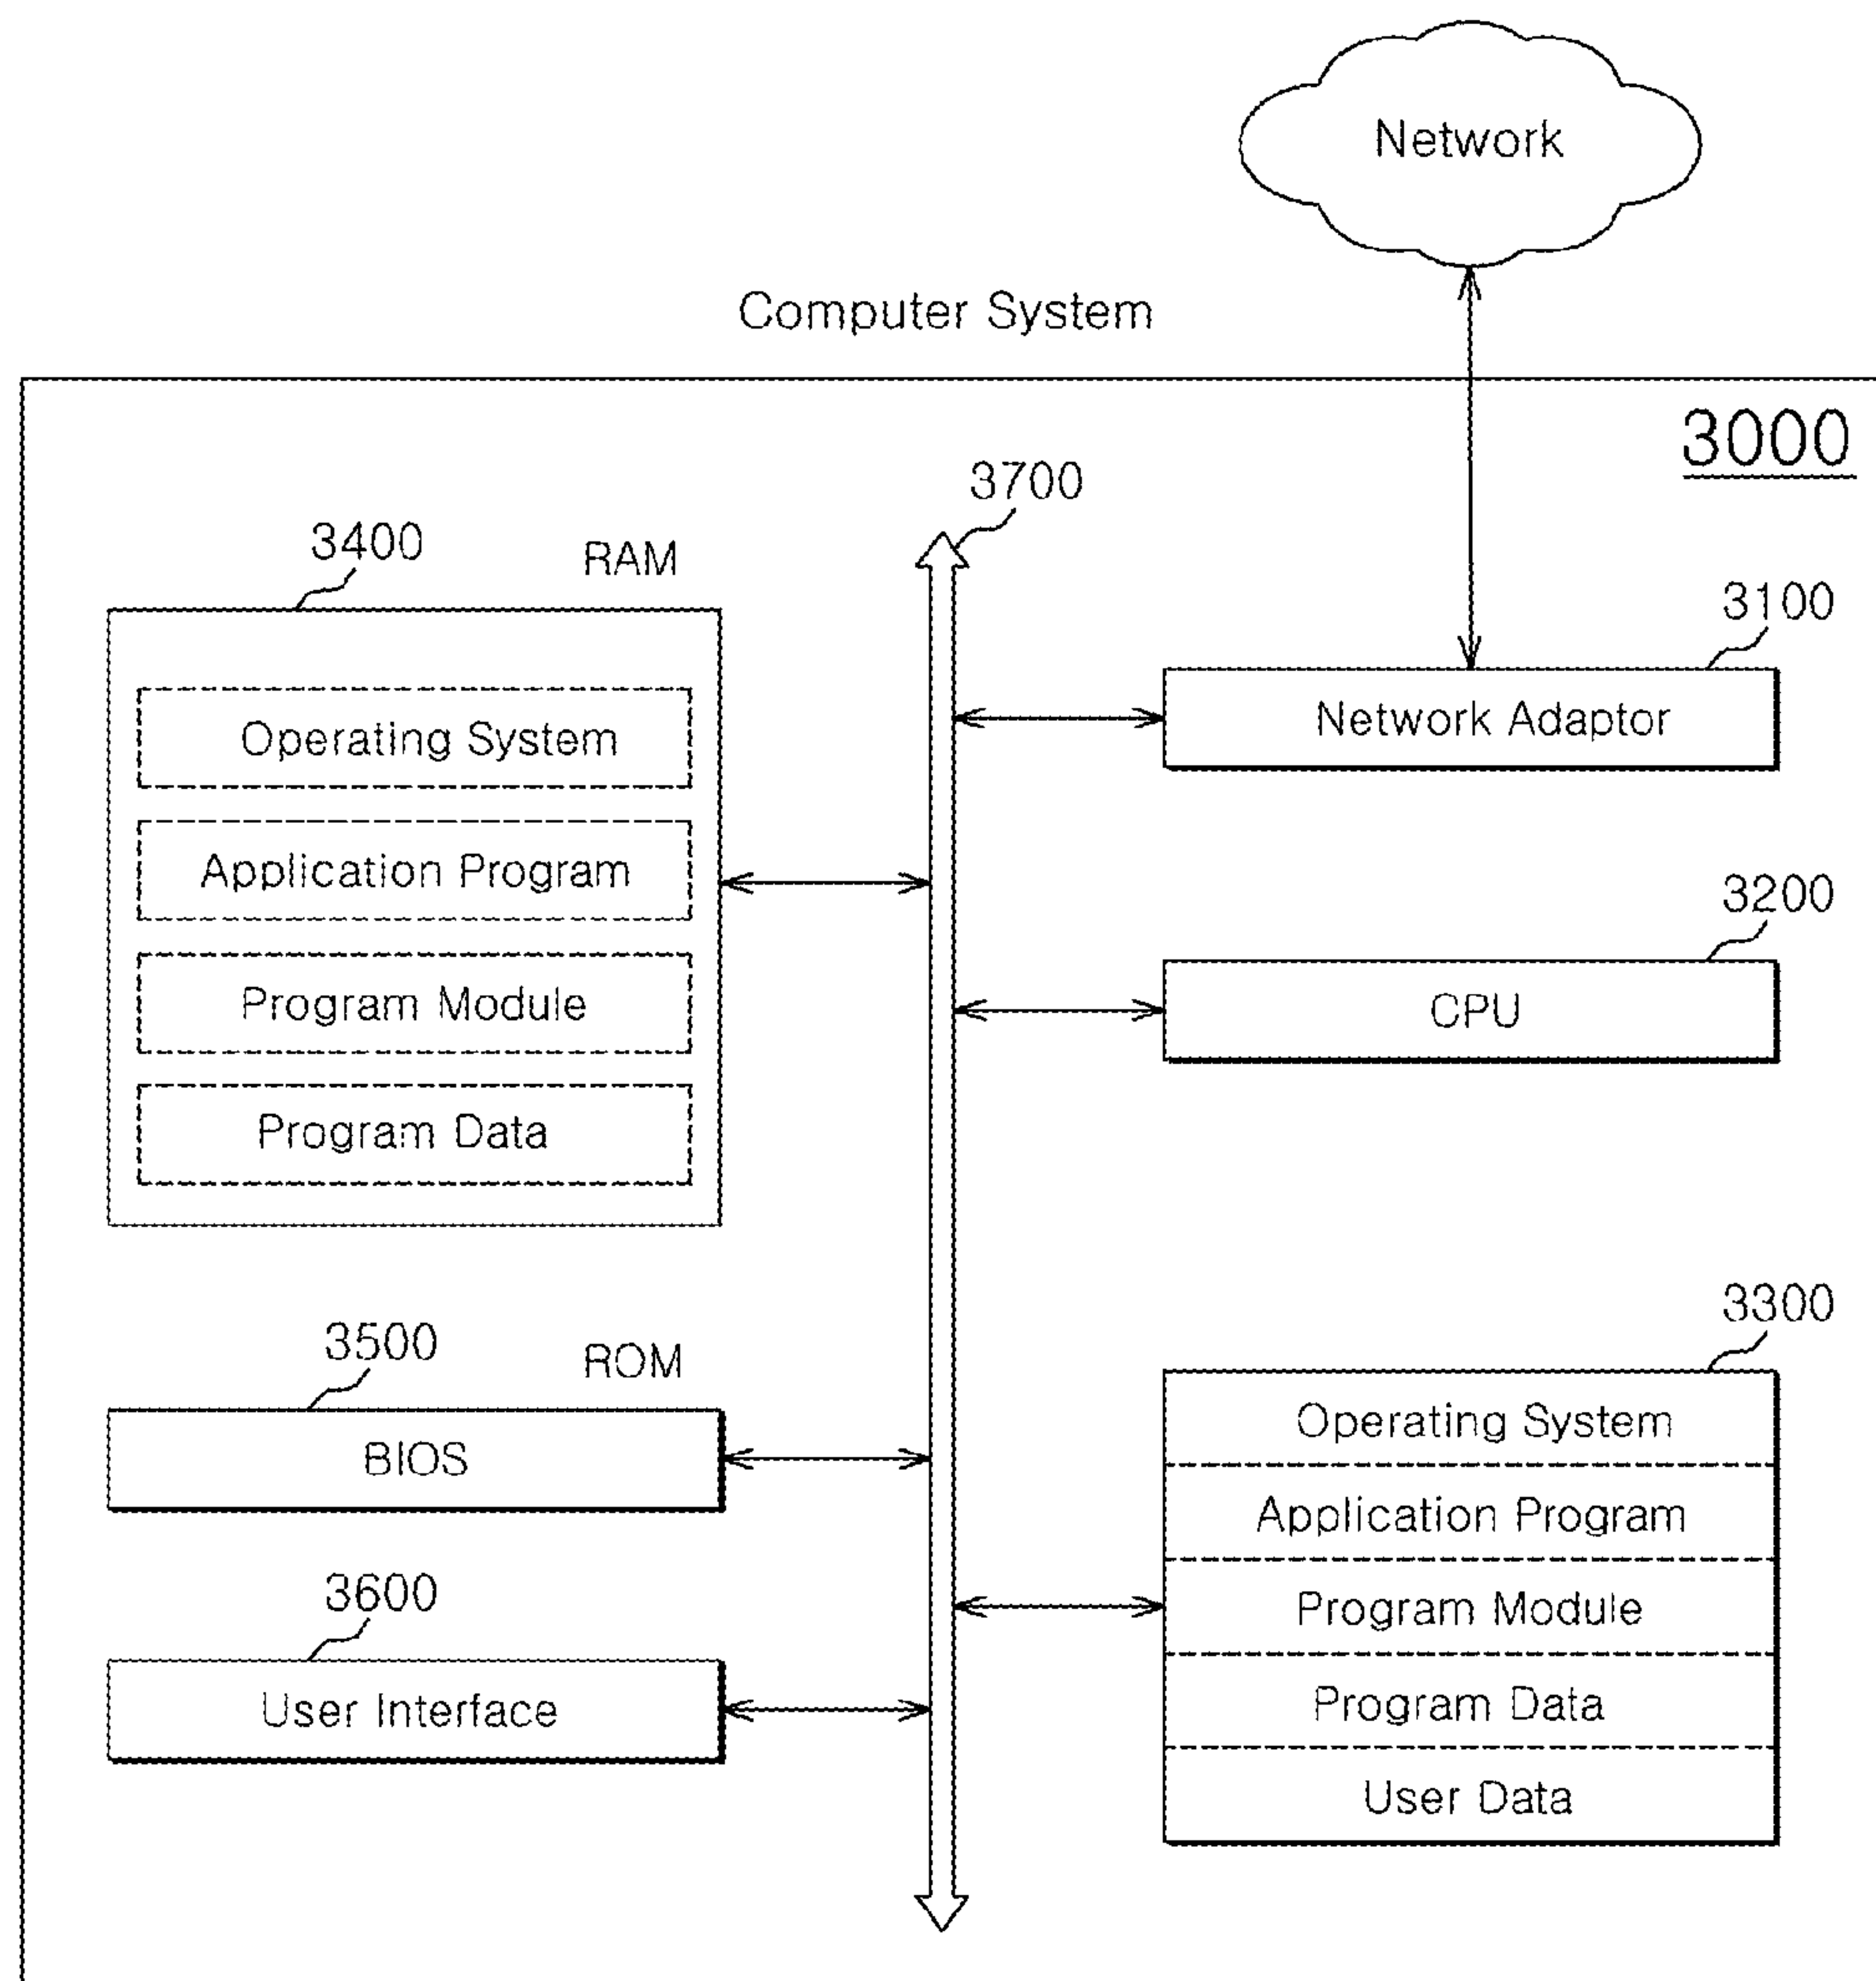 Network
Computer System
3000
3700
3400
RAM
Operating System
Application Program
Program Module
Program Data
3100
Network Adaptor
3200
CPU
3500
ROM
BIOS
3600
User Interface
3300
Operating System
Application Program
Program Module
Program Data
User Data